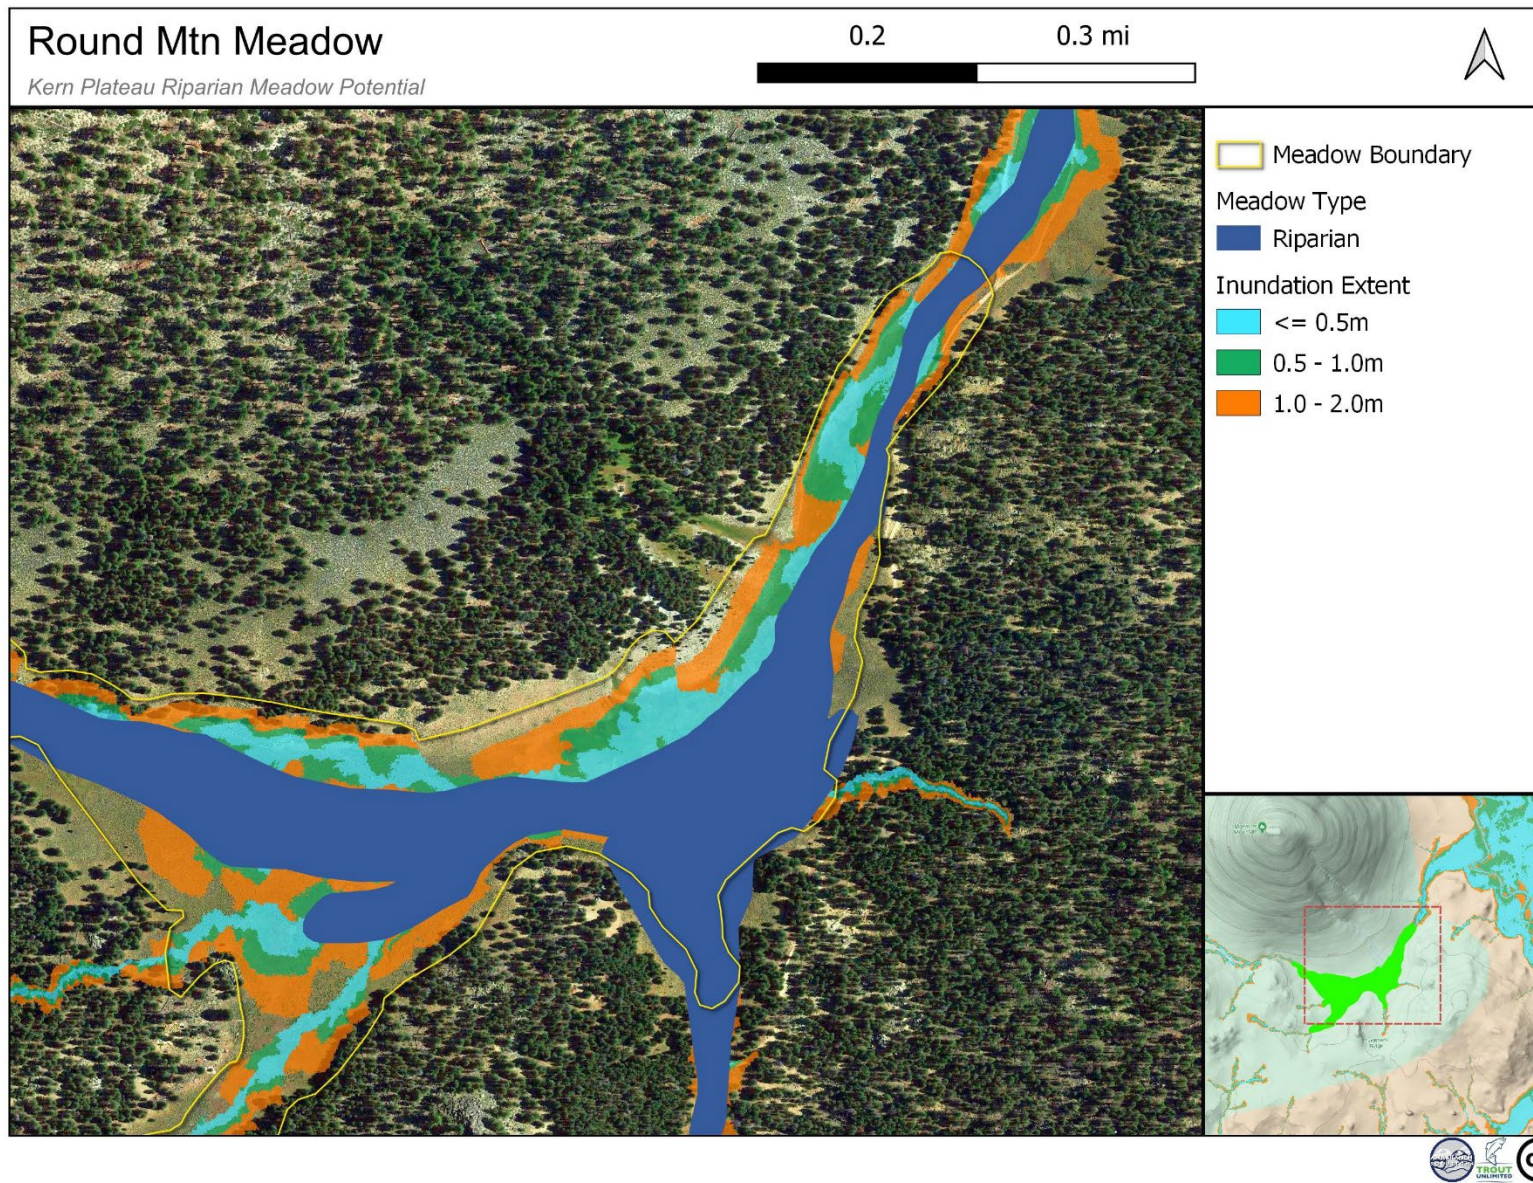 Round Mtn Meadow
Kern Plateau Riparian Meadow Potential
0.2 0.3 mi
Meadow Boundary
Meadow Type
Riparian
Inundation Extent
<= 0.5m
0.5 - 1.0m
1.0 - 2.0m
TROUT
UNLIMITED